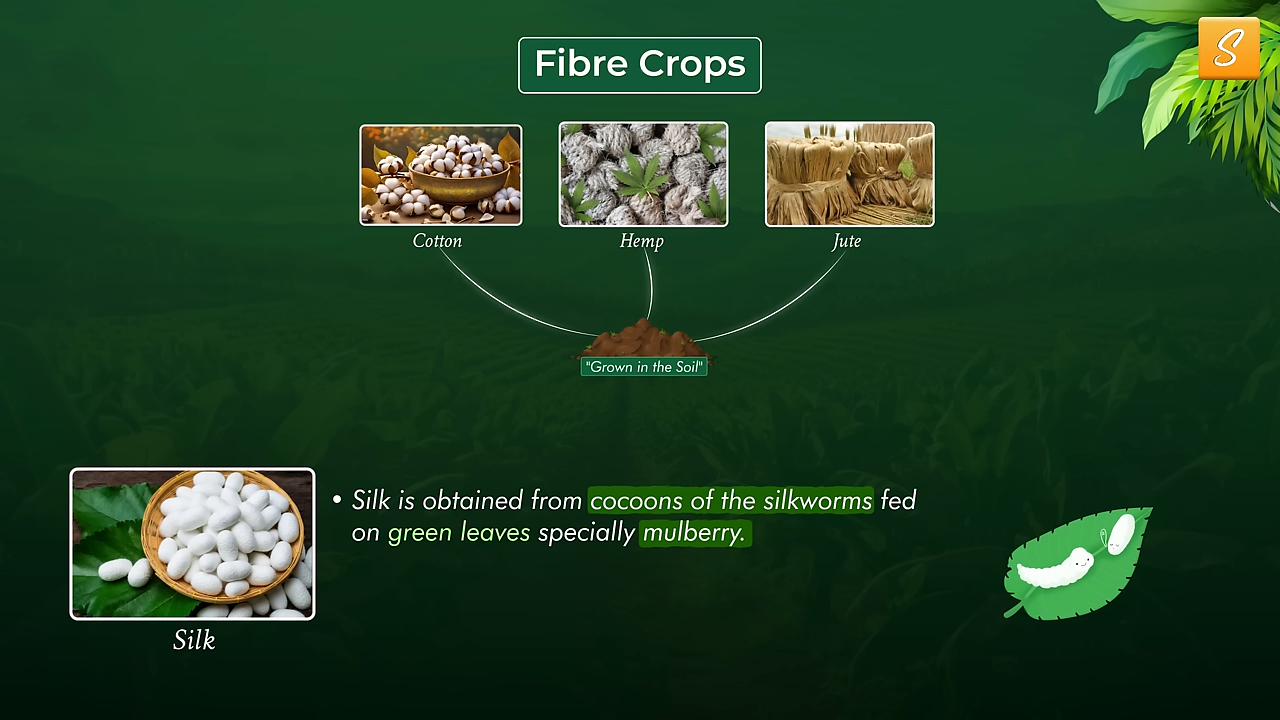 S
Fibre Crops
Cotton
Hemp
Jute
"Grown in the Soil"
• Silk is obtained from cocoons of the silkworms fed
on green leaves specially mulberry.
Silk